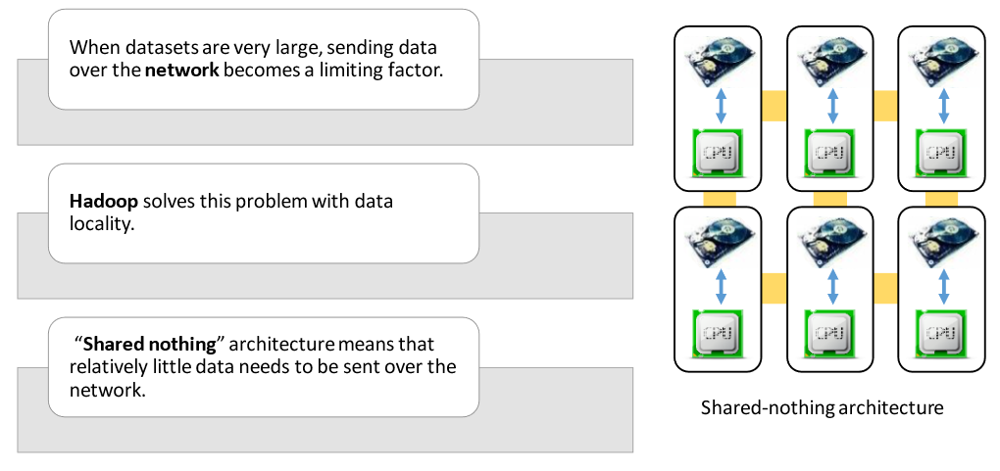 When datasets are very large, sending data
over the network becomes a limiting factor.
Hadoop solves this problem with data
locality.
“Shared nothing” architecture means that
relatively little data needs to be sent over the
network.
CPU
CPU
CPU
CPU
CPU
CPU
Shared-nothing architecture